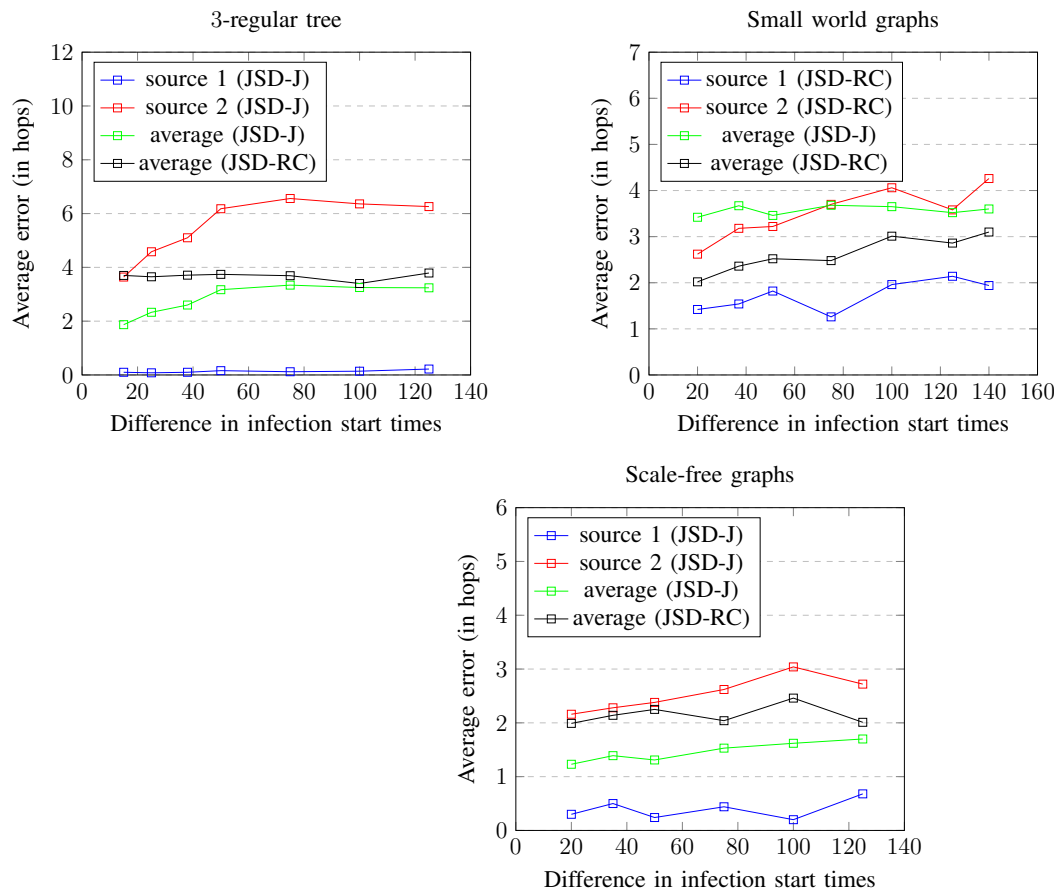 3-regular tree
12
10
8
6
4
2
0
0 20 40 60 80 100 120 140
Average error (in hops)
Difference in infection start times
source 1 (JSD-J)
source 2 (JSD-J)
average (JSD-J)
average (JSD-RC)
Small world graphs
7
6
5
4
3
2
1
0
0 20 40 60 80 100 120 140 160
Average error (in hops)
Difference in infection start times
source 1 (JSD-RC)
source 2 (JSD-RC)
average (JSD-J)
average (JSD-RC)
Scale-free graphs
6
5
4
3
2
1
0
0 20 40 60 80 100 120 140
Average error (in hops)
Difference in infection start times
source 1 (JSD-J)
source 2 (JSD-J)
average (JSD-J)
average (JSD-RC)